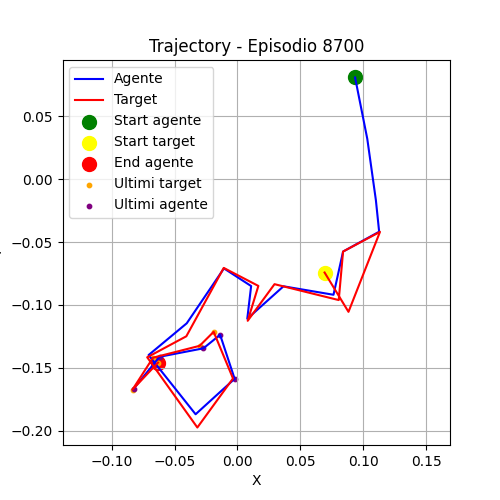 Trajectory - Episodio 8700
Agente
Target
Start agente
Start target
End agente
Ultimi target
Ultimi agente
0.05
0.00
−0.05
−0.10
−0.15
−0.20
−0.10
−0.05
0.00
0.05
0.10
0.15
X